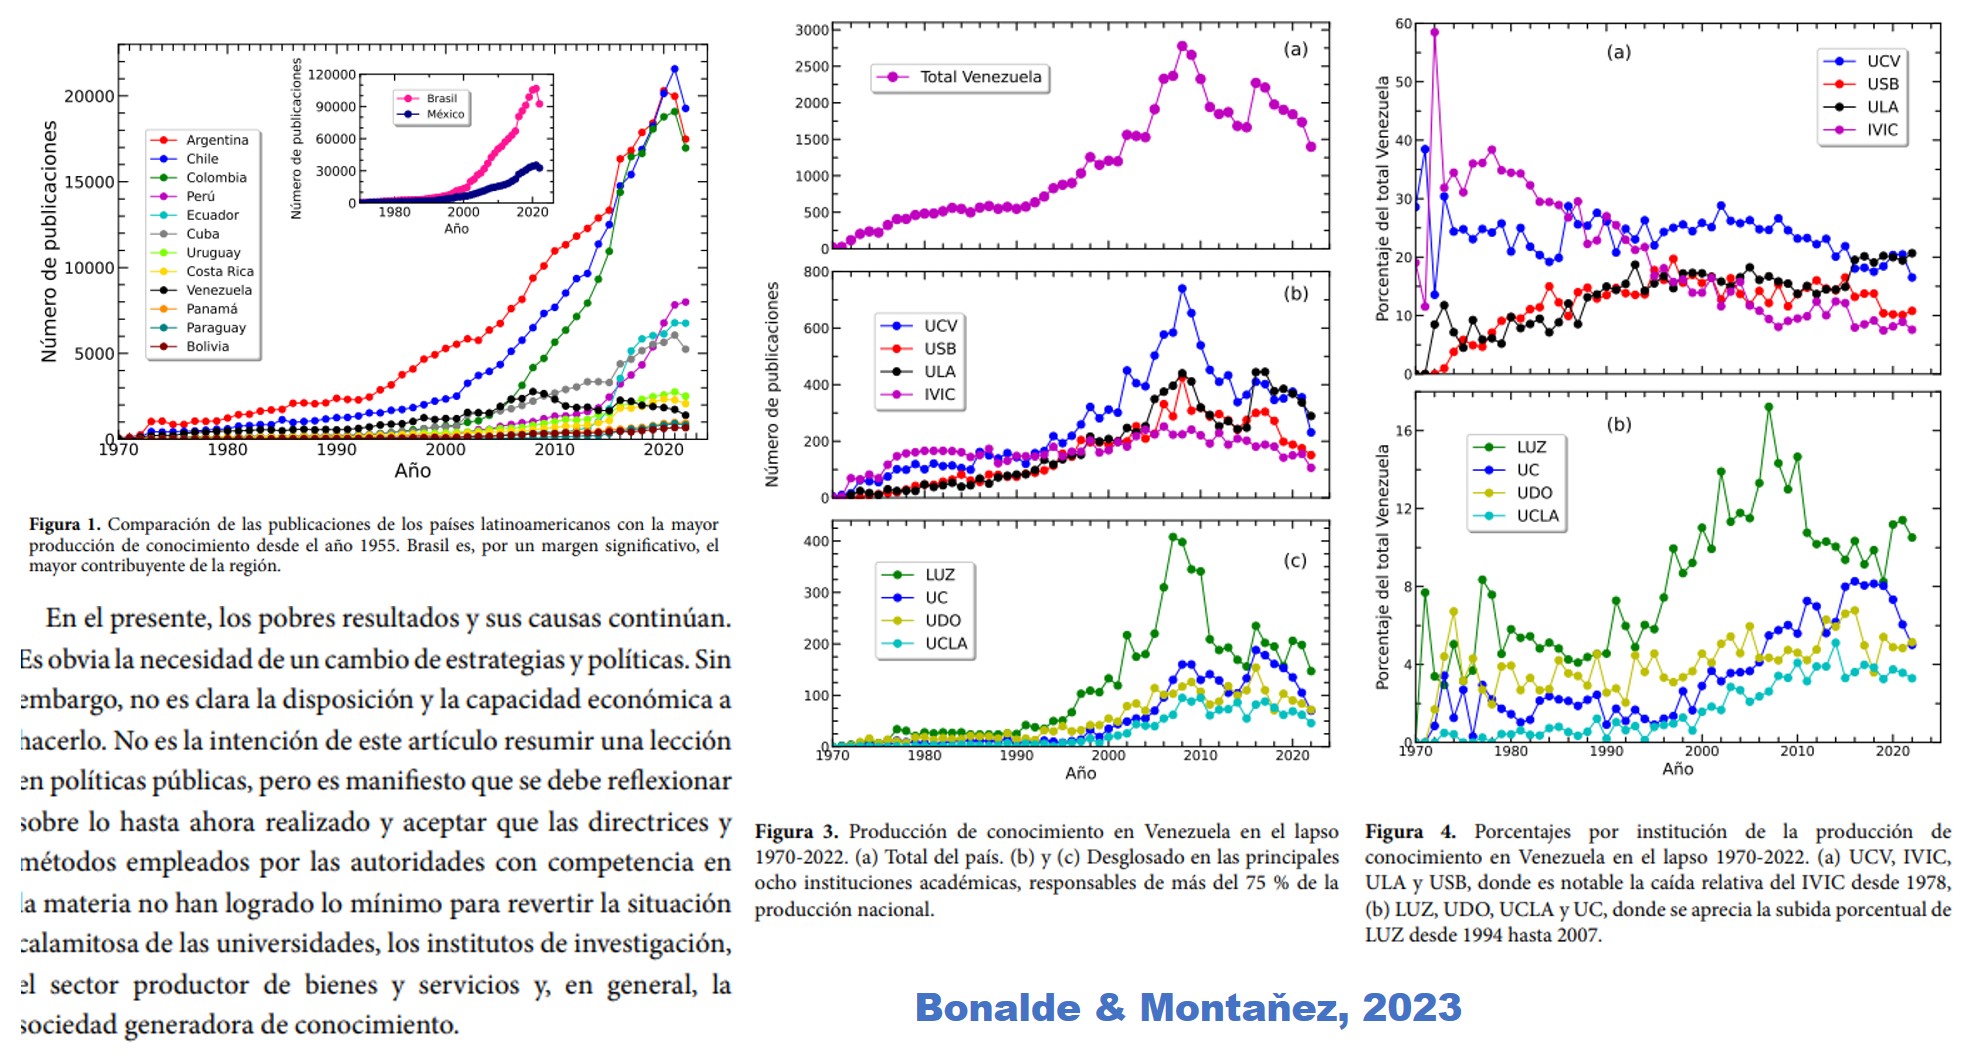 Número de publicaciones
20000
15000
10000
5000
0
1970
1980
1990
2000
2010
2020
Año
Argentina
Chile
Colombia
Perú
Ecuador
Cuba
Uruguay
Costa Rica
Venezuela
Panamá
Paraguay
Bolivia
Número de publicaciones
120000
90000
60000
30000
0
1980
2000
2020
Año
Brasil
México
Figura 1. Comparación de las publicaciones de los países latinoamericanos con la mayor
producción de conocimiento desde el año 1955. Brasil es, por un margen significativo, el
mayor contribuyente de la región.
En el presente, los pobres resultados y sus causas continúan.
Es obvia la necesidad de un cambio de estrategias y políticas. Sin
embargo, no es clara la disposición y la capacidad económica a
hacerlo. No es la intención de este artículo resumir una lección
en políticas públicas, pero es manifiesto que se debe reflexionar
sobre lo hasta ahora realizado y aceptar que las directrices y
métodos empleados por las autoridades con competencia en
la materia no han logrado lo mínimo para revertir la situación
calamitosa de las universidades, los institutos de investigación,
el sector productor de bienes y servicios y, en general, la
sociedad generadora de conocimiento.
3000
2500
2000
1500
1000
500
0
(a)
Total Venezuela
Número de publicaciones
800
600
400
200
0
(b)
UCV
USB
ULA
IVIC
400
300
200
100
0
(c)
LUZ
UC
UDO
UCLA
1970
1980
1990
2000
2010
2020
Año
Figura 3. Producción de conocimiento en Venezuela en el lapso
1970-2022. (a) Total del país. (b) y (c) Desglosado en las principales
ocho instituciones académicas, responsables de más del 75 % de la
producción nacional.
Porcentaje del total Venezuela
60
50
40
30
20
10
0
(a)
UCV
USB
ULA
IVIC
Porcentaje del total Venezuela
16
12
8
4
0
(b)
LUZ
UC
UDO
UCLA
1970
1980
1990
2000
2010
2020
Año
Figura 4. Porcentajes por institución de la producción de
conocimiento en Venezuela en el lapso 1970-2022. (a) UCV, IVIC,
ULA y USB, donde es notable la caída relativa del IVIC desde 1978,
(b) LUZ, UDO, UCLA y UC, donde se aprecia la subida porcentual de
LUZ desde 1994 hasta 2007.
Bonalde & Montaňez, 2023